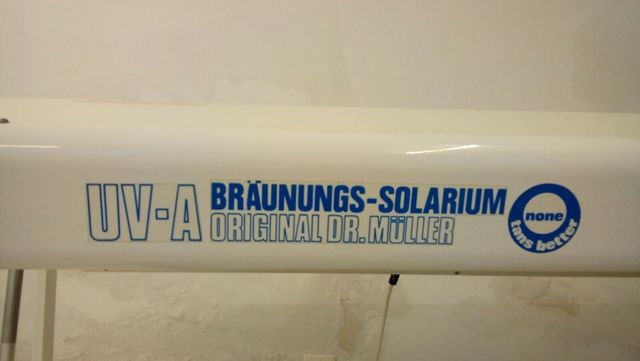 UV-A
BRÄUNUNGS-SOLARIUM
ORIGINAL DR. MÜLLER
none
tans better